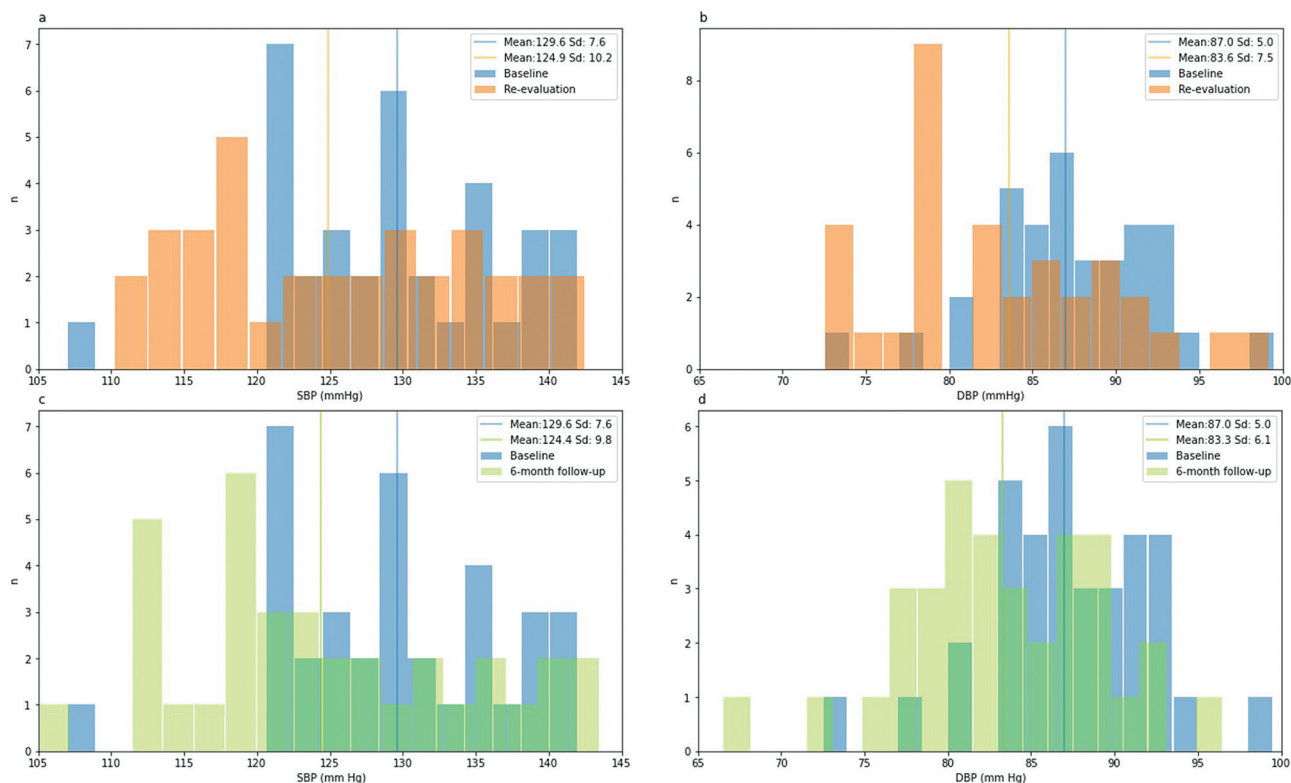 a
Mean:129.6 Sd: 7.6
Mean:124.9 Sd: 10.2
Baseline
Re-evaluation
7
6
5
4
3
2
1
0
n
105 110 115 120 125 130 135 140 145
SBP (mmHg)
b
Mean:87.0 Sd: 5.0
Mean:83.6 Sd: 7.5
Baseline
Re-evaluation
8
6
4
2
0
n
65 70 75 80 85 90 95 100
DBP (mmHg)
c
Mean:129.6 Sd: 7.6
Mean:124.4 Sd: 9.8
Baseline
6-month follow-up
7
6
5
4
3
2
1
0
n
105 110 115 120 125 130 135 140 145
SBP (mm Hg)
d
Mean:87.0 Sd: 5.0
Mean:83.3 Sd: 6.1
Baseline
6-month follow-up
6
5
4
3
2
1
0
n
65 70 75 80 85 90 95 100
DBP (mm Hg)